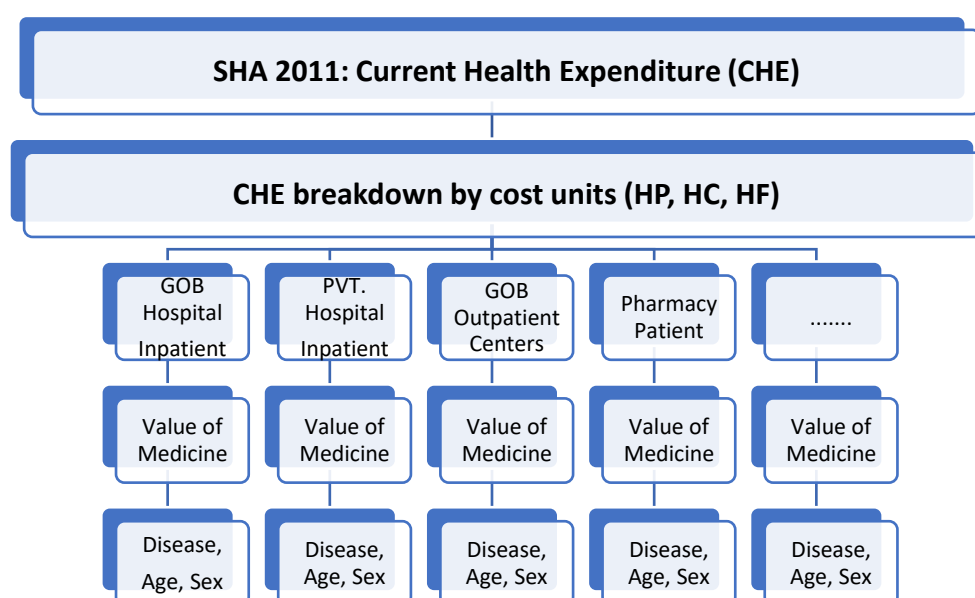 SHA 2011: Current Health Expenditure (CHE)
CHE breakdown by cost units (HP, HC, HF)
GOB
Hospital
Inpatient
PVT.
Hospital
Inpatient
GOB
Outpatient
Centers
Pharmacy
Patient
.......
Value of
Medicine
Value of
Medicine
Value of
Medicine
Value of
Medicine
Value of
Medicine
Disease,
Age, Sex
Disease,
Age, Sex
Disease,
Age, Sex
Disease,
Age, Sex
Disease,
Age, Sex